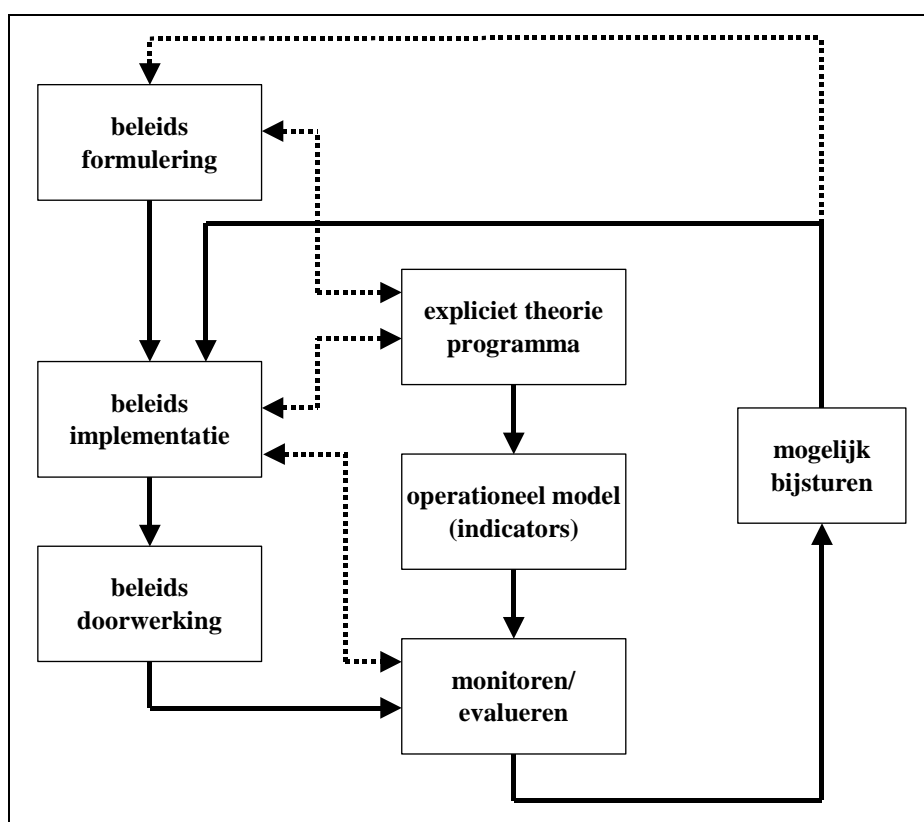 beleids
formulering
expliciet theorie
programma
beleids
implementatie
mogelijk
bijsturen
operationeel model
(indicators)
beleids
doorwerking
monitoren/
evalueren